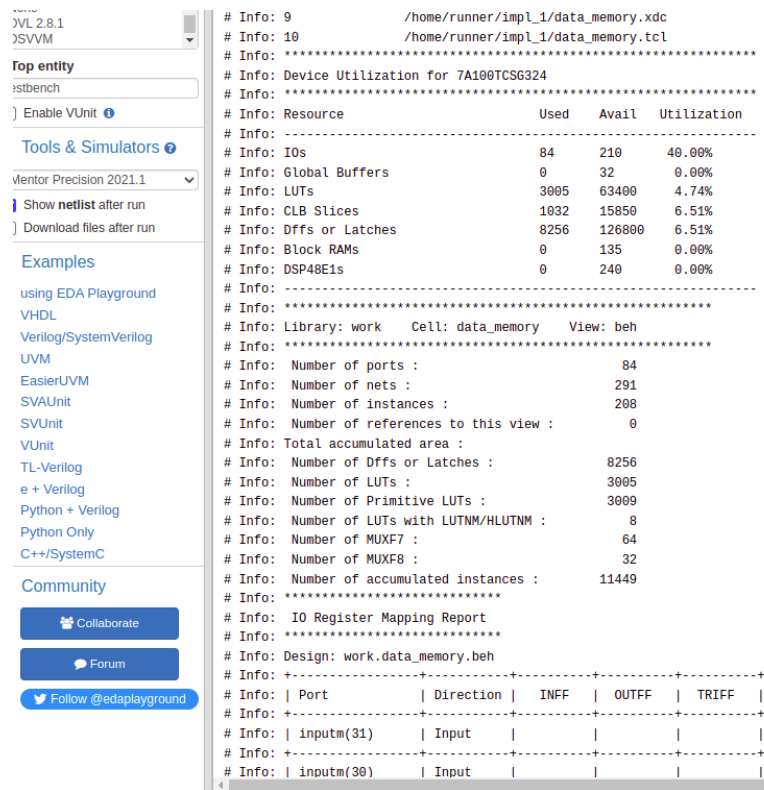 OVL 2.8.1
OSVVM
Top entity
estbench
Enable VUnit
Tools & Simulators
Mentor Precision 2021.1
Show netlist after run
Download files after run
Examples
using EDA Playground
VHDL
Verilog/SystemVerilog
UVM
EasierUVM
SVAUnit
SVUnit
VUnit
TL-Verilog
e + Verilog
Python + Verilog
Python Only
C++/SystemC
Community
Collaborate
Forum
Follow @edaplayground
# Info: 9 /home/runner/impl_1/data_memory.xdc
# Info: 10 /home/runner/impl_1/data_memory.tcl
# Info: ***************************************************************
# Info: Device Utilization for 7A100TCSG324
# Info: ***************************************************************
# Info: Resource Used Avail Utilization
# Info: ---------------------------------------------------------------
# Info: IOs 84 210 40.00%
# Info: Global Buffers 0 32 0.00%
# Info: LUTs 3005 63400 4.74%
# Info: CLB Slices 1032 15850 6.51%
# Info: Dffs or Latches 8256 126800 6.51%
# Info: Block RAMs 0 135 0.00%
# Info: DSP48E1s 0 240 0.00%
# Info: ---------------------------------------------------------------
# Info: *********************************************************
# Info: Library: work Cell: data_memory View: beh
# Info: *********************************************************
# Info: Number of ports : 84
# Info: Number of nets : 291
# Info: Number of instances : 208
# Info: Number of references to this view : 0
# Info: Total accumulated area :
# Info: Number of Dffs or Latches : 8256
# Info: Number of LUTs : 3005
# Info: Number of Primitive LUTs : 3009
# Info: Number of LUTs with LUTNM/HLUTNM : 8
# Info: Number of MUXF7 : 64
# Info: Number of MUXF8 : 32
# Info: Number of accumulated instances : 11449
# Info: *****************************
# Info: IO Register Mapping Report
# Info: *****************************
# Info: Design: work.data_memory.beh
# Info: +-----------------+-----------+----------+----------+----------+
# Info: | Port | Direction | INFF | OUTFF | TRIFF |
# Info: +-----------------+-----------+----------+----------+----------+
# Info: | inputm(31) | Input | | | |
# Info: +-----------------+-----------+----------+----------+----------+
# Info: | inputm(30) | Input | | | |